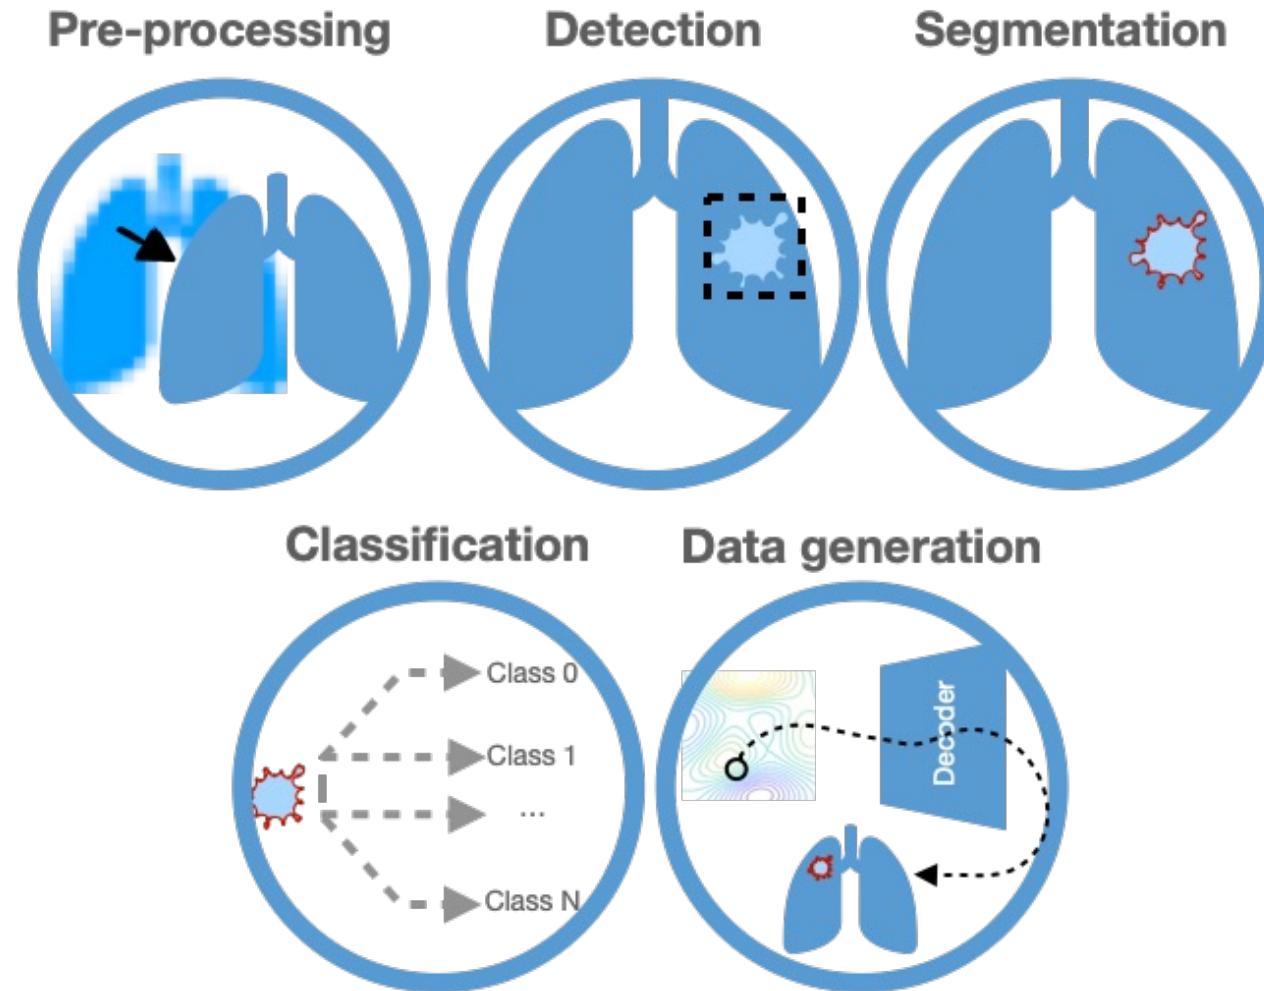 Pre-processing
Detection
Segmentation
Classification
Data generation
Class 0
Class 1
...
Class N
Decoder